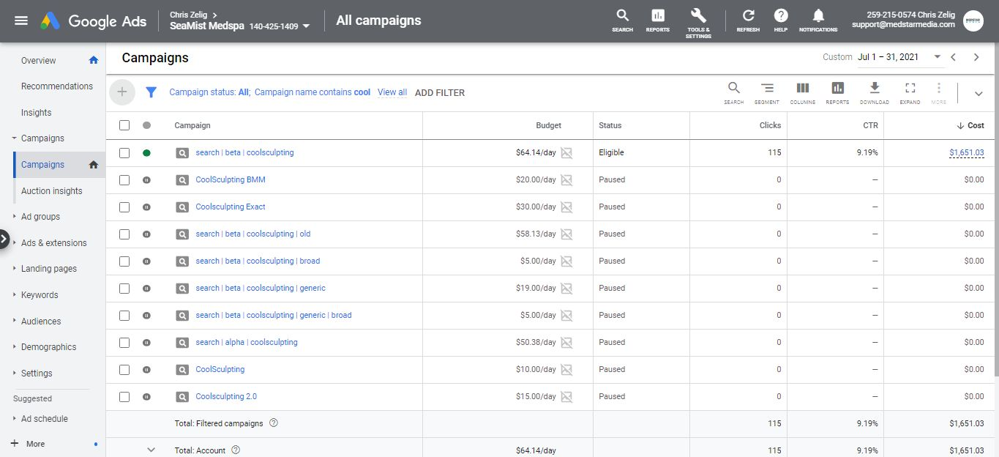 Google Ads
Chris Zelig
SeaMist Medspa 140-425-1409
All campaigns
SEARCH
REPORTS
TOOLS & SETTINGS
REFRESH
HELP
NOTIFICATIONS
259-215-0574 Chris Zelig
support@medstarmedia.com
Overview
Recommendations
Insights
Campaigns
Campaigns
Auction insights
Ad groups
Ads & extensions
Landing pages
Keywords
Audiences
Demographics
Settings
Suggested
Ad schedule
More
Campaigns
Custom Jul 1 – 31, 2021
Campaign status: All; Campaign name contains cool View all ADD FILTER
SEARCH SEGMENT COLUMNS REPORTS DOWNLOAD EXPAND MORE
Campaign Budget Status Clicks CTR Cost
search | beta | coolsculpting $64.14/day Eligible 115 9.19% $1,651.03
CoolSculpting BMM $20.00/day Paused 0 – $0.00
Coolsculpting Exact $30.00/day Paused 0 – $0.00
search | beta | coolsculpting | old $58.13/day Paused 0 – $0.00
search | beta | coolsculpting | broad $5.00/day Paused 0 – $0.00
search | beta | coolsculpting | generic $19.00/day Paused 0 – $0.00
search | beta | coolsculpting | generic | broad $5.00/day Paused 0 – $0.00
search | alpha | coolsculpting $50.38/day Paused 0 – $0.00
CoolSculpting $10.00/day Paused 0 – $0.00
Coolsculpting 2.0 $15.00/day Paused 0 – $0.00
Total: Filtered campaigns 115 9.19% $1,651.03
Total: Account $64.14/day 115 9.19% $1,651.03